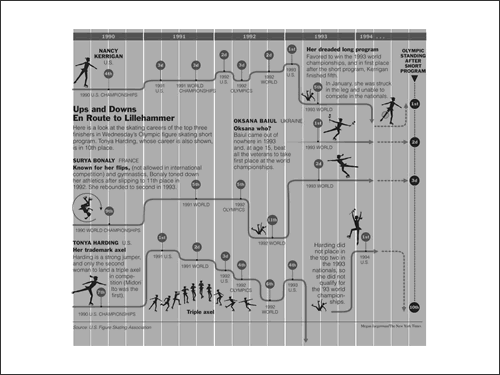 1990
1991
1992
1993
1994 ...
NANCY
KERRIGAN
U.S.
4th
1990 U.S. CHAMPIONSHIPS
3d
1991
U.S.
3d
1991 WORLD
CHAMPIONSHIPS
2d
1992
U.S.
3d
1992
OLYMPICS
2d
1992 WORLD
1st
1993
U.S.
Her dreaded long program
Favored to win the 1993 world
championships, and in first place
after the short program, Kerrigan
finished fifth.
In January, she was struck
in the leg and unable to
compete in the nationals.
5th
1993 WORLD
OLYMPIC
STANDING
AFTER
SHORT
PROGRAM
1st
2d
3d
10th
Ups and Downs
En Route to Lillehammer
Here is a look at the skating careers of the top three
finishers in Wednesday's Olympic figure skating short
program. Tonya Harding, whose career is also shown,
is in 10th place.
OKSANA BAIUL UKRAINE
Oksana who?
Baiul came out of
nowhere in 1993
and, at age 15, beat
all the veterans to take
first place at the world
championships.
1st
1993 WORLD
2d
1993 WORLD
SURYA BONALY FRANCE
Known for her flips, (not allowed in international
competition) and gymnastics, Bonaly toned down
her athletics after slipping to 11th place in
1992. She rebounded to second in 1993.
1990 WORLD CHAMPIONSHIPS
5th
1991 WORLD
5th
1992
OLYMPICS
11th
1992 WORLD
TONYA HARDING U.S.
Her trademark axel
Harding is a strong jumper,
and only the second
woman to land a triple axel
in compe-
tition (Midori
Ito was the
first).
7th
1990 U.S. CHAMPIONSHIPS
1st
1991 U.S.
2d
1991 WORLD
3d
1992
U.S.
4th
1992
OLYMPICS
6th
1992
WORLD
4th
1993
U.S.
Triple axel
Harding did
not place in
the top two in
the 1993
nationals, so
she did not
qualify for
the '93 world
champion-
ships.
1st
1994
U.S.
Source: U.S. Figure Skating Association
The New York Times